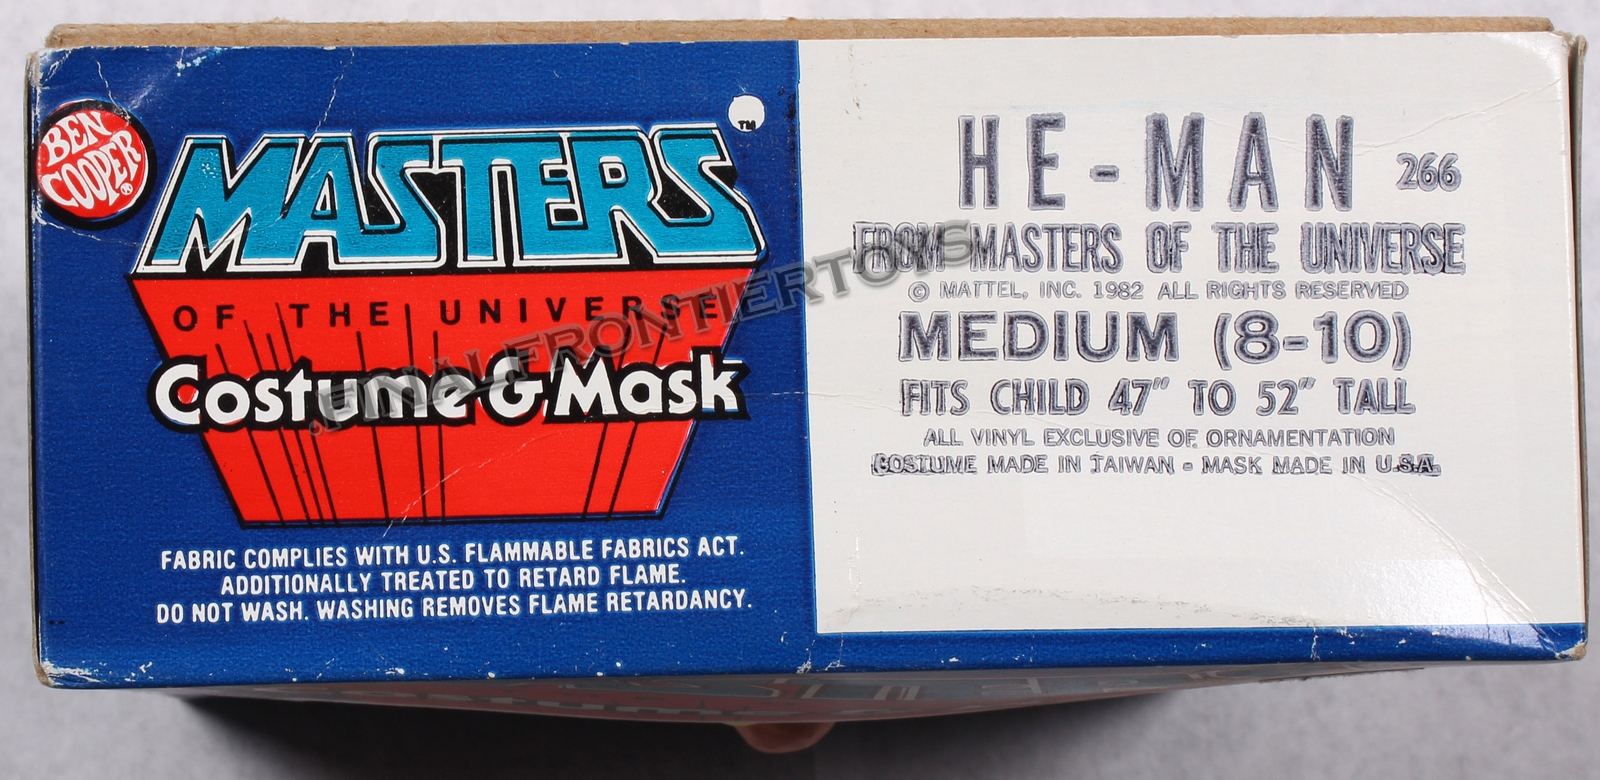 BEN
COOPER®
MASTERS
TM
OF THE UNIVERSE
Costume & Mask
FABRIC COMPLIES WITH U.S. FLAMMABLE FABRICS ACT.
ADDITIONALLY TREATED TO RETARD FLAME.
DO NOT WASH. WASHING REMOVES FLAME RETARDANCY.
HE-MAN 266
FROM MASTERS OF THE UNIVERSE
© MATTEL, INC. 1982 ALL RIGHTS RESERVED
MEDIUM (8-10)
FITS CHILD 47" TO 52" TALL
ALL VINYL EXCLUSIVE OF ORNAMENTATION
COSTUME MADE IN TAIWAN - MASK MADE IN U.S.A.
.FINALFRONTIERTOYS.